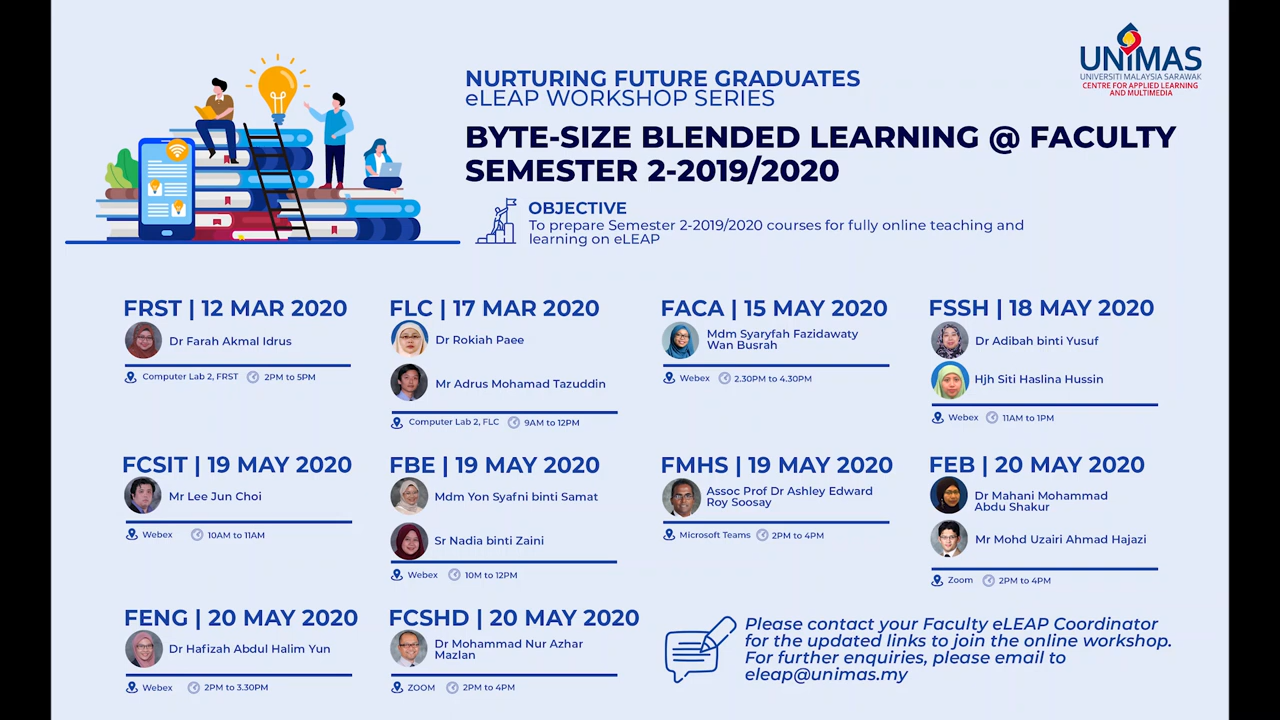 UNIMAS
UNIVERSITI MALAYSIA SARAWAK
CENTRE FOR APPLIED LEARNING
AND MULTIMEDIA
NURTURING FUTURE GRADUATES
eLEAP WORKSHOP SERIES
BYTE-SIZE BLENDED LEARNING @ FACULTY
SEMESTER 2-2019/2020
OBJECTIVE
To prepare Semester 2-2019/2020 courses for fully online teaching and
learning on eLEAP
FRST | 12 MAR 2020
Dr Farah Akmal Idrus
Computer Lab 2, FRST 2PM to 5PM
FLC | 17 MAR 2020
Dr Rokiah Paee
Mr Adrus Mohamad Tazuddin
Computer Lab 2, FLC 9AM to 12PM
FACA | 15 MAY 2020
Mdm Syaryfah Fazidawaty
Wan Busrah
Webex 2.30PM to 4.30PM
FSSH | 18 MAY 2020
Dr Adibah binti Yusuf
Hjh Siti Haslina Hussin
Webex 11AM to 1PM
FCSIT | 19 MAY 2020
Mr Lee Jun Choi
Webex 10AM to 11AM
FBE | 19 MAY 2020
Mdm Yon Syafni binti Samat
Sr Nadia binti Zaini
Webex 10M to 12PM
FMHS | 19 MAY 2020
Assoc Prof Dr Ashley Edward
Roy Soosay
Microsoft Teams 2PM to 4PM
FEB | 20 MAY 2020
Dr Mahani Mohammad
Abdu Shakur
Mr Mohd Uzairi Ahmad Hajazi
Zoom 2PM to 4PM
FENG | 20 MAY 2020
Dr Hafizah Abdul Halim Yun
Webex 2PM to 3.30PM
FCSHD | 20 MAY 2020
Dr Mohammad Nur Azhar
Mazlan
ZOOM 2PM to 4PM
Please contact your Faculty eLEAP Coordinator
for the updated links to join the online workshop.
For further enquiries, please email to
eleap@unimas.my